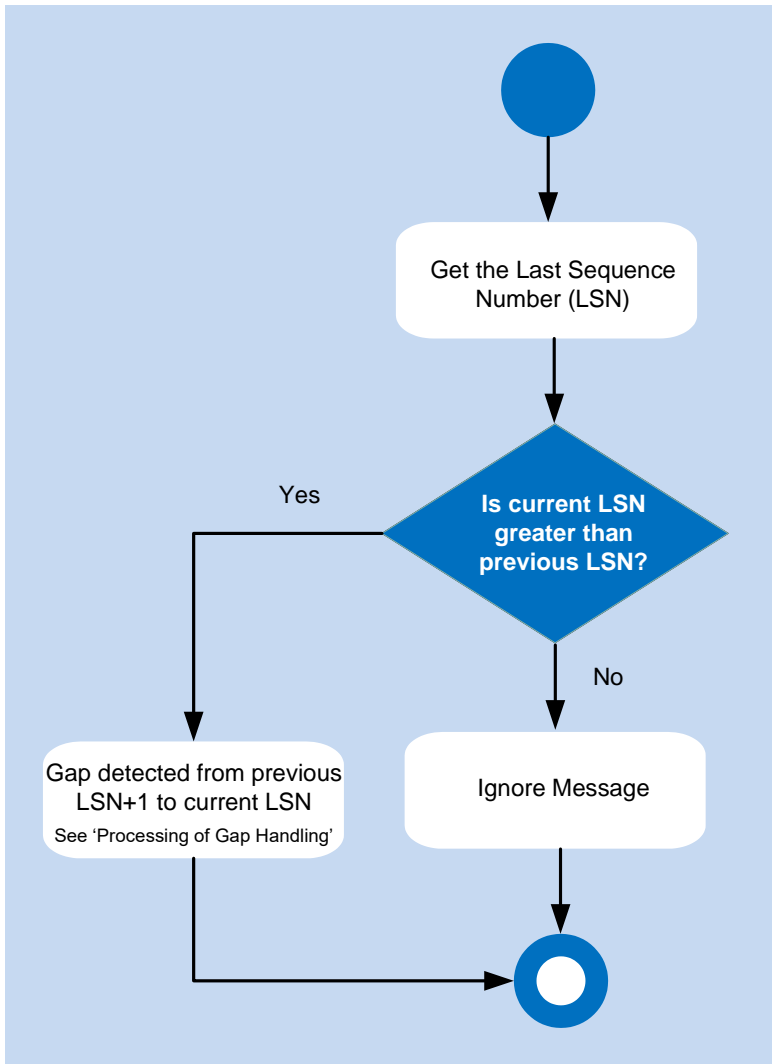 Get the Last Sequence
Number (LSN)
Yes
Is current LSN
greater than
previous LSN?
No
Gap detected from previous
LSN+1 to current LSN
See ‘Processing of Gap Handling’
Ignore Message